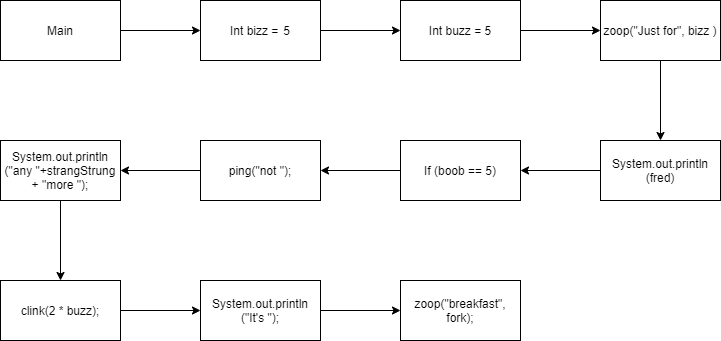 Main
Int bizz = 5
Int buzz = 5
zoop("Just for", bizz )
System.out.println
(fred)
If (boob == 5)
ping("not ");
System.out.println
("any "+strangStrung
+ "more ");
clink(2 * buzz);
System.out.println
("It's ");
zoop("breakfast",
fork);